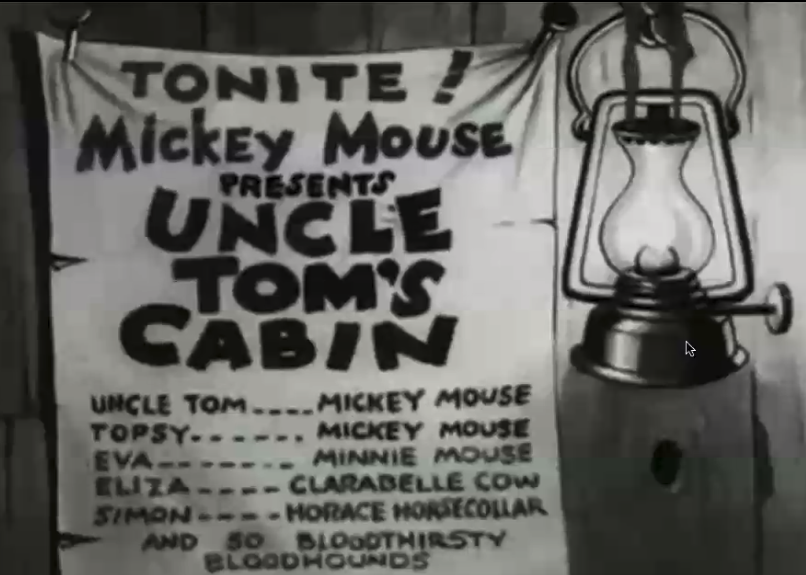 TONITE!
MickEY MOUSE
PRESENTS
UNCLE
TOM'S
CABIN
UNCLE TOM....MICKEY MOUSE
TOPSY-------. MICKEY MOUSE
EVA-------- MINNIE MOUSE
ELIZA----- CLARABELLE COW
SIMON----HORACE HORSECOLLAR
AND 50 BLOODTHIRSTY
BLOODHOUNDS